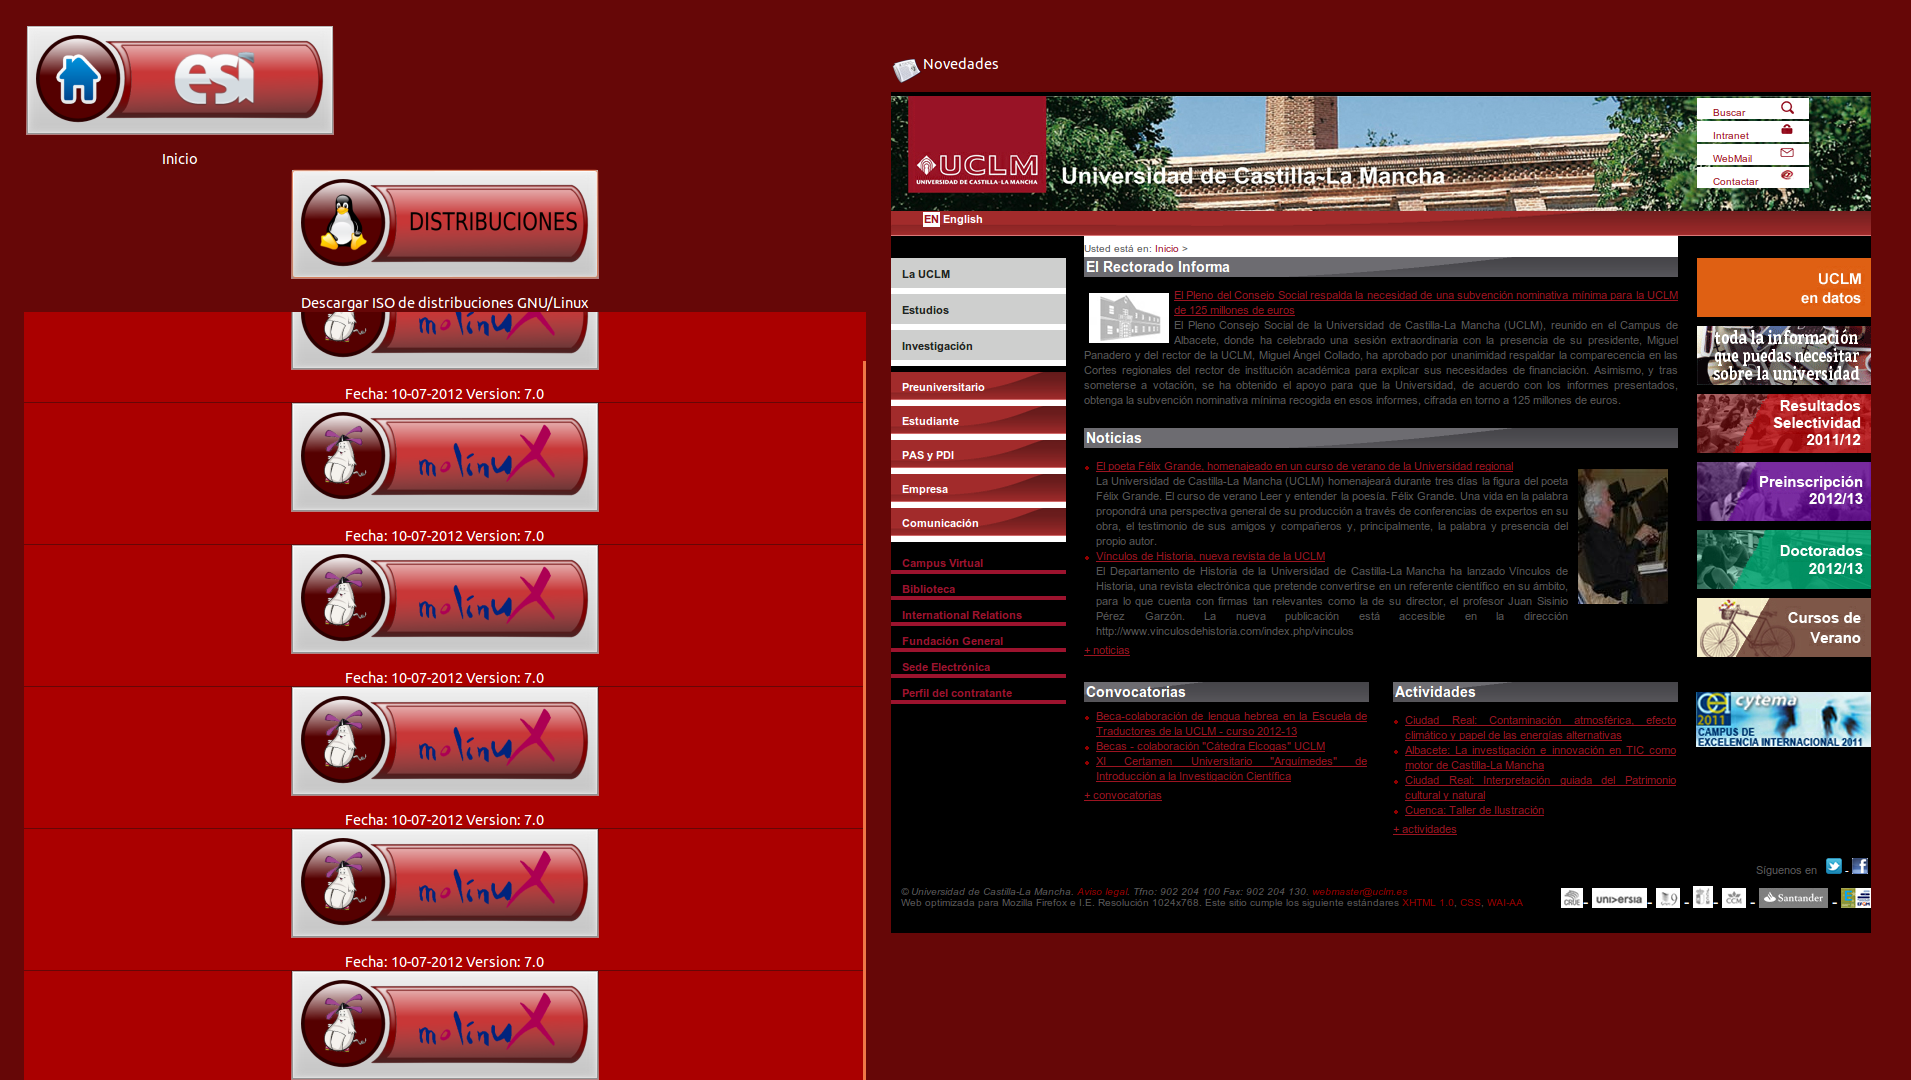 esi
Inicio
DISTRIBUCIONES
Descargar ISO de distribuciones GNU/Linux
molinux
Fecha: 10-07-2012 Version: 7.0
molinux
Fecha: 10-07-2012 Version: 7.0
molinux
Fecha: 10-07-2012 Version: 7.0
molinux
Fecha: 10-07-2012 Version: 7.0
molinux
Fecha: 10-07-2012 Version: 7.0
molinux
Novedades
UCLM
UNIVERSIDAD DE CASTILLA-LA MANCHA
Universidad de Castilla-La Mancha
Buscar
Intranet
WebMail
Contactar
EN English
La UCLM
Estudios
Investigación
Preuniversitario
Estudiante
PAS y PDI
Empresa
Comunicación
Campus Virtual
Biblioteca
International Relations
Fundación General
Sede Electrónica
Perfil del contratante
Usted está en: Inicio >
El Rectorado Informa
El Pleno del Consejo Social respalda la necesidad de una subvención nominativa mínima para la UCLM
de 125 millones de euros
El Pleno Consejo Social de la Universidad de Castilla-La Mancha (UCLM), reunido en el Campus de
Albacete, donde ha celebrado una sesión extraordinaria con la presencia de su presidente, Miguel
Panadero y del rector de la UCLM, Miguel Ángel Collado, ha aprobado por unanimidad respaldar la comparecencia en las
Cortes regionales del rector de institución académica para explicar sus necesidades de financiación. Asimismo, y tras
someterse a votación, se ha obtenido el apoyo para que la Universidad, de acuerdo con los informes presentados,
obtenga la subvención nominativa mínima recogida en esos informes, cifrada en torno a 125 millones de euros.
Noticias
El poeta Félix Grande, homenajeado en un curso de verano de la Universidad regional
La Universidad de Castilla-La Mancha (UCLM) homenajeará durante tres días la figura del poeta
Félix Grande. El curso de verano Leer y entender la poesía. Félix Grande. Una vida en la palabra
propondrá una perspectiva general de su producción a través de conferencias de expertos en su
obra, el testimonio de sus amigos y compañeros y, principalmente, la palabra y presencia del
propio autor.
Vínculos de Historia, nueva revista de la UCLM
El Departamento de Historia de la Universidad de Castilla-La Mancha ha lanzado Vínculos de
Historia, una revista electrónica que pretende convertirse en un referente científico en su ámbito,
para lo que cuenta con firmas tan relevantes como la de su director, el profesor Juan Sisinio
Pérez Garzón. La nueva publicación está accesible en la dirección
http://www.vinculosdehistoria.com/index.php/vinculos
+ noticias
Convocatorias
Beca-colaboración de lengua hebrea en la Escuela de
Traductores de la UCLM - curso 2012-13
Becas - colaboración "Cátedra Elcogas" UCLM
XI Certamen Universitario "Arquímedes" de
Introducción a la Investigación Científica
+ convocatorias
Actividades
Ciudad Real: Contaminación atmosférica, efecto
climático y papel de las energías alternativas
Albacete: La investigación e innovación en TIC como
motor de Castilla-La Mancha
Ciudad Real: Interpretación guiada del Patrimonio
cultural y natural
Cuenca: Taller de Ilustración
+ actividades
UCLM
en datos
toda la información
que puedas necesitar
sobre la universidad
Resultados
Selectividad
2011/12
Preinscripción
2012/13
Doctorados
2012/13
Cursos de
Verano
CEI cytema
2011
CAMPUS DE
EXCELENCIA INTERNACIONAL 2011
Síguenos en
© Universidad de Castilla-La Mancha. Aviso legal. Tfno: 902 204 100 Fax: 902 204 130. webmaster@uclm.es
Web optimizada para Mozilla Firefox e I.E. Resolución 1024x768. Este sitio cumple los siguiente estándares XHTML 1.0, CSS, WAI-AA
CRUE - universia - 9 - - CCM - Santander -